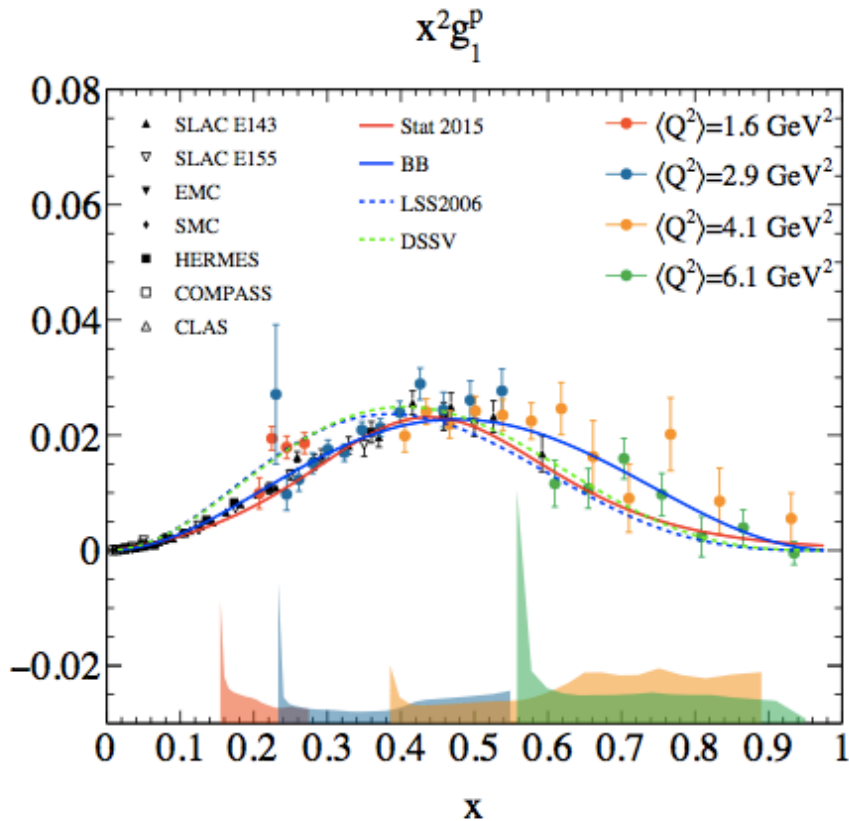 x²g₁ᵖ
0.08
0.06
0.04
0.02
0
−0.02
SLAC E143
SLAC E155
EMC
SMC
HERMES
COMPASS
CLAS
Stat 2015
BB
LSS2006
DSSV
⟨Q²⟩=1.6 GeV²
⟨Q²⟩=2.9 GeV²
⟨Q²⟩=4.1 GeV²
⟨Q²⟩=6.1 GeV²
0 0.1 0.2 0.3 0.4 0.5 0.6 0.7 0.8 0.9 1
x